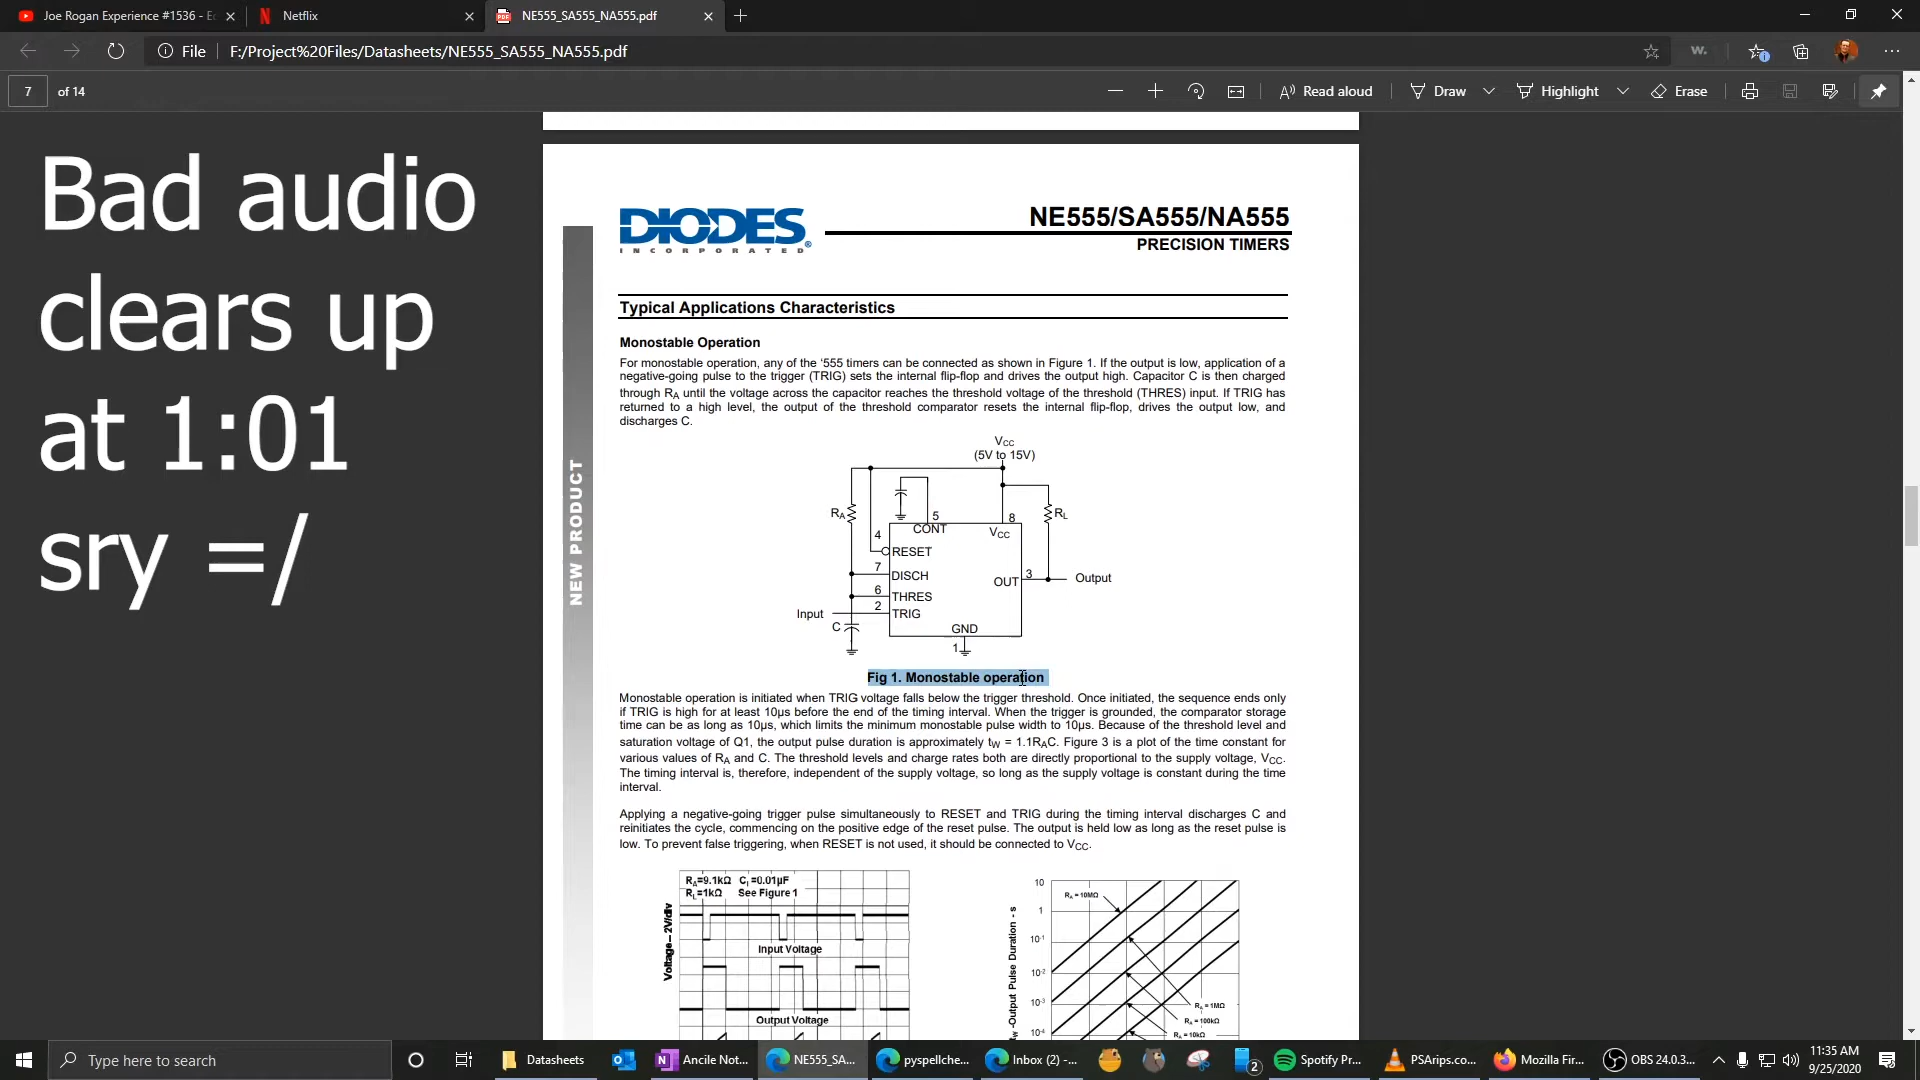 Joe Rogan Experience #1536 - E
Netflix
NE555_SA555_NA555.pdf
File
F:/Project%20Files/Datasheets/NE555_SA555_NA555.pdf
7
of 14
Read aloud
Draw
Highlight
Erase
Bad audio
clears up
at 1:01
sry =/
DIODES
INCORPORATED
NE555/SA555/NA555
PRECISION TIMERS
NEW PRODUCT
Typical Applications Characteristics
Monostable Operation
For monostable operation, any of the '555 timers can be connected as shown in Figure 1. If the output is low, application of a
negative-going pulse to the trigger (TRIG) sets the internal flip-flop and drives the output high. Capacitor C is then charged
through RA until the voltage across the capacitor reaches the threshold voltage of the threshold (THRES) input. If TRIG has
returned to a high level, the output of the threshold comparator resets the internal flip-flop, drives the output low, and
discharges C.
VCC
(5V to 15V)
RA
5
CONT
8
VCC
RL
4
RESET
7
DISCH
3
OUT
Output
6
THRES
Input
2
TRIG
C
GND
1
Fig 1. Monostable operation
Monostable operation is initiated when TRIG voltage falls below the trigger threshold. Once initiated, the sequence ends only
if TRIG is high for at least 10µs before the end of the timing interval. When the trigger is grounded, the comparator storage
time can be as long as 10µs, which limits the minimum monostable pulse width to 10µs. Because of the threshold level and
saturation voltage of Q1, the output pulse duration is approximately tW = 1.1RAC. Figure 3 is a plot of the time constant for
various values of RA and C. The threshold levels and charge rates both are directly proportional to the supply voltage, VCC.
The timing interval is, therefore, independent of the supply voltage, so long as the supply voltage is constant during the time
interval.
Applying a negative-going trigger pulse simultaneously to RESET and TRIG during the timing interval discharges C and
reinitiates the cycle, commencing on the positive edge of the reset pulse. The output is held low as long as the reset pulse is
low. To prevent false triggering, when RESET is not used, it should be connected to VCC.
RA=9.1kΩ CL=0.01µF
RL=1kΩ See Figure 1
Voltage – 2V/div
Input Voltage
Output Voltage
tw -Output Pulse Duration - s
10
1
10-1
10-2
10-3
10-4
RA = 10MΩ
RA = 1MΩ
RA = 100kΩ
RA = 10kΩ
Type here to search
Datasheets
Ancile Not...
NE555_SA...
pyspellche...
Inbox (2) -...
2
Spotify Pr...
PSArips.co...
Mozilla Fir...
OBS 24.0.3...
11:35 AM
9/25/2020